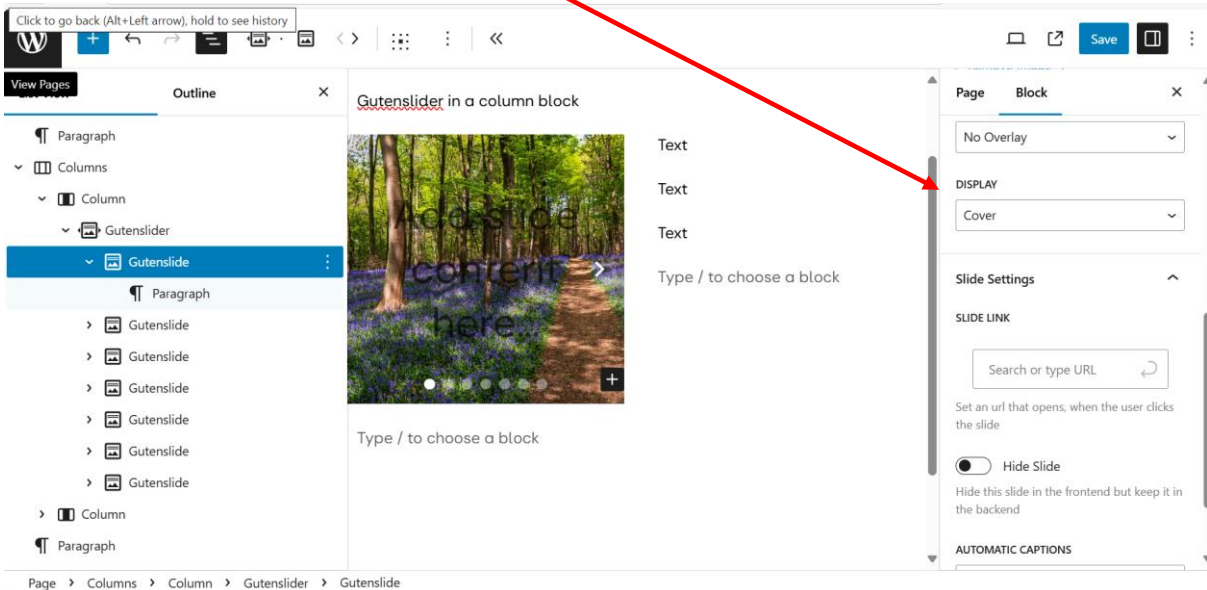 Click to go back (Alt+Left arrow), hold to see history
Save
View Pages
Outline
Paragraph
Columns
Column
Gutenslider
Gutenslide
Paragraph
Gutenslide
Gutenslide
Gutenslide
Gutenslide
Gutenslide
Gutenslide
Column
Paragraph
Gutenslider in a column block
Add slide
content
here...
Type / to choose a block
Text
Text
Text
Type / to choose a block
Page Block
No Overlay
DISPLAY
Cover
Slide Settings
SLIDE LINK
Search or type URL
Set an url that opens, when the user clicks
the slide
Hide Slide
Hide this slide in the frontend but keep it in
the backend
AUTOMATIC CAPTIONS
Page > Columns > Column > Gutenslider > Gutenslide